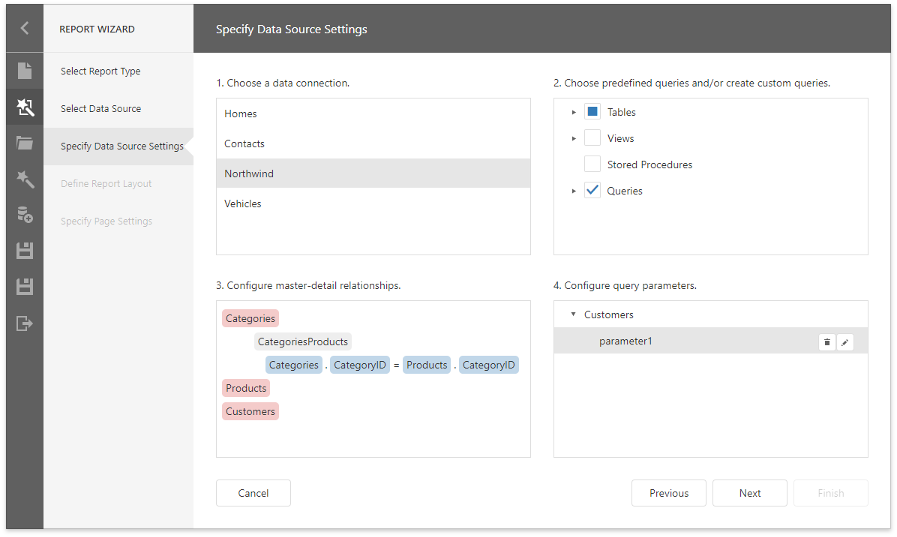 REPORT WIZARD
Select Report Type
Select Data Source
Specify Data Source Settings
Define Report Layout
Specify Page Settings
Specify Data Source Settings
1. Choose a data connection.
Homes
Contacts
Northwind
Vehicles
2. Choose predefined queries and/or create custom queries.
Tables
Views
Stored Procedures
Queries
3. Configure master-detail relationships.
Categories
CategoriesProducts
Categories . CategoryID = Products . CategoryID
Products
Customers
4. Configure query parameters.
Customers
parameter1
Cancel
Previous
Next
Finish